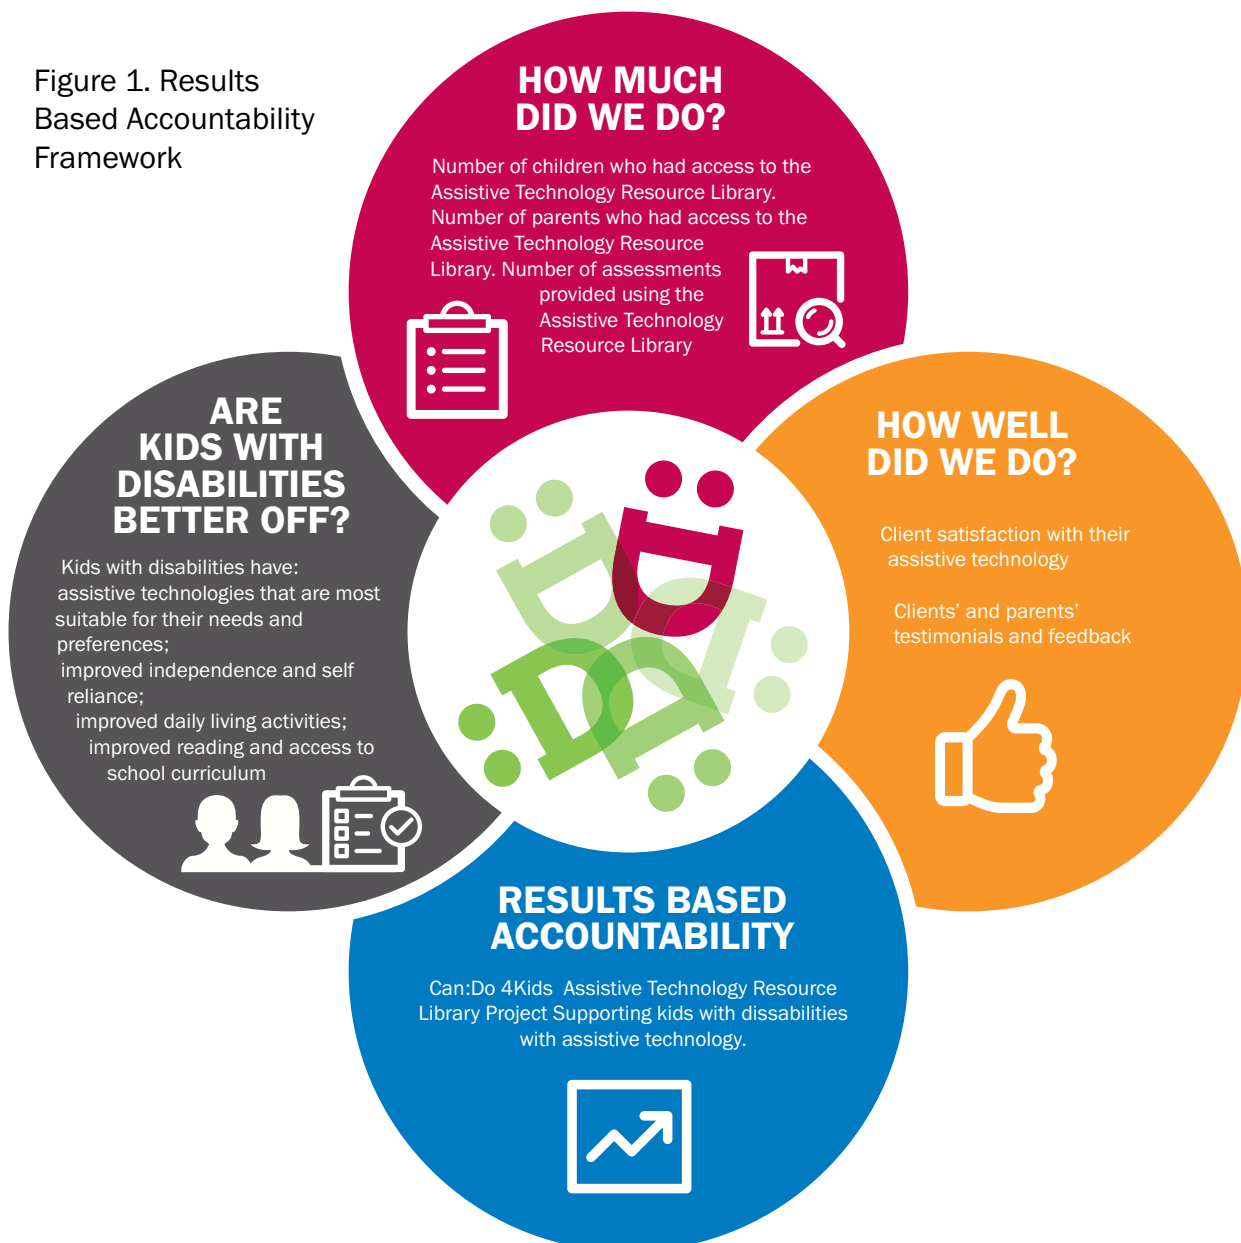 Figure 1. Results
Based Accountability
Framework
HOW MUCH
DID WE DO?
Number of children who had access to the
Assistive Technology Resource Library.
Number of parents who had access to the
Assistive Technology Resource
Library. Number of assessments
provided using the
Assistive Technology
Resource Library
ARE
KIDS WITH
DISABILITIES
BETTER OFF?
Kids with disabilities have:
assistive technologies that are most
suitable for their needs and
preferences;
improved independence and self
reliance;
improved daily living activities;
improved reading and access to
school curriculum
HOW WELL
DID WE DO?
Client satisfaction with their
assistive technology
Clients’ and parents’
testimonials and feedback
RESULTS BASED
ACCOUNTABILITY
Can:Do 4Kids Assistive Technology Resource
Library Project Supporting kids with dissabilities
with assistive technology.